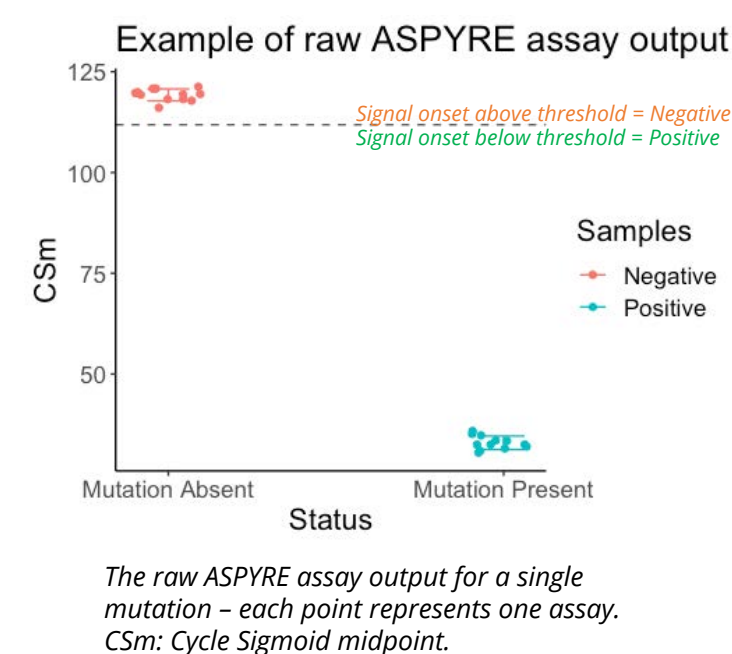 Example of raw ASPYRE assay output
125
Signal onset above threshold = Negative
Signal onset below threshold = Positive
100
Samples
CSm
75
Negative
Positive
50
Mutation Absent
Mutation Present
Status
The raw ASPYRE assay output for a single
mutation – each point represents one assay.
CSm: Cycle Sigmoid midpoint.